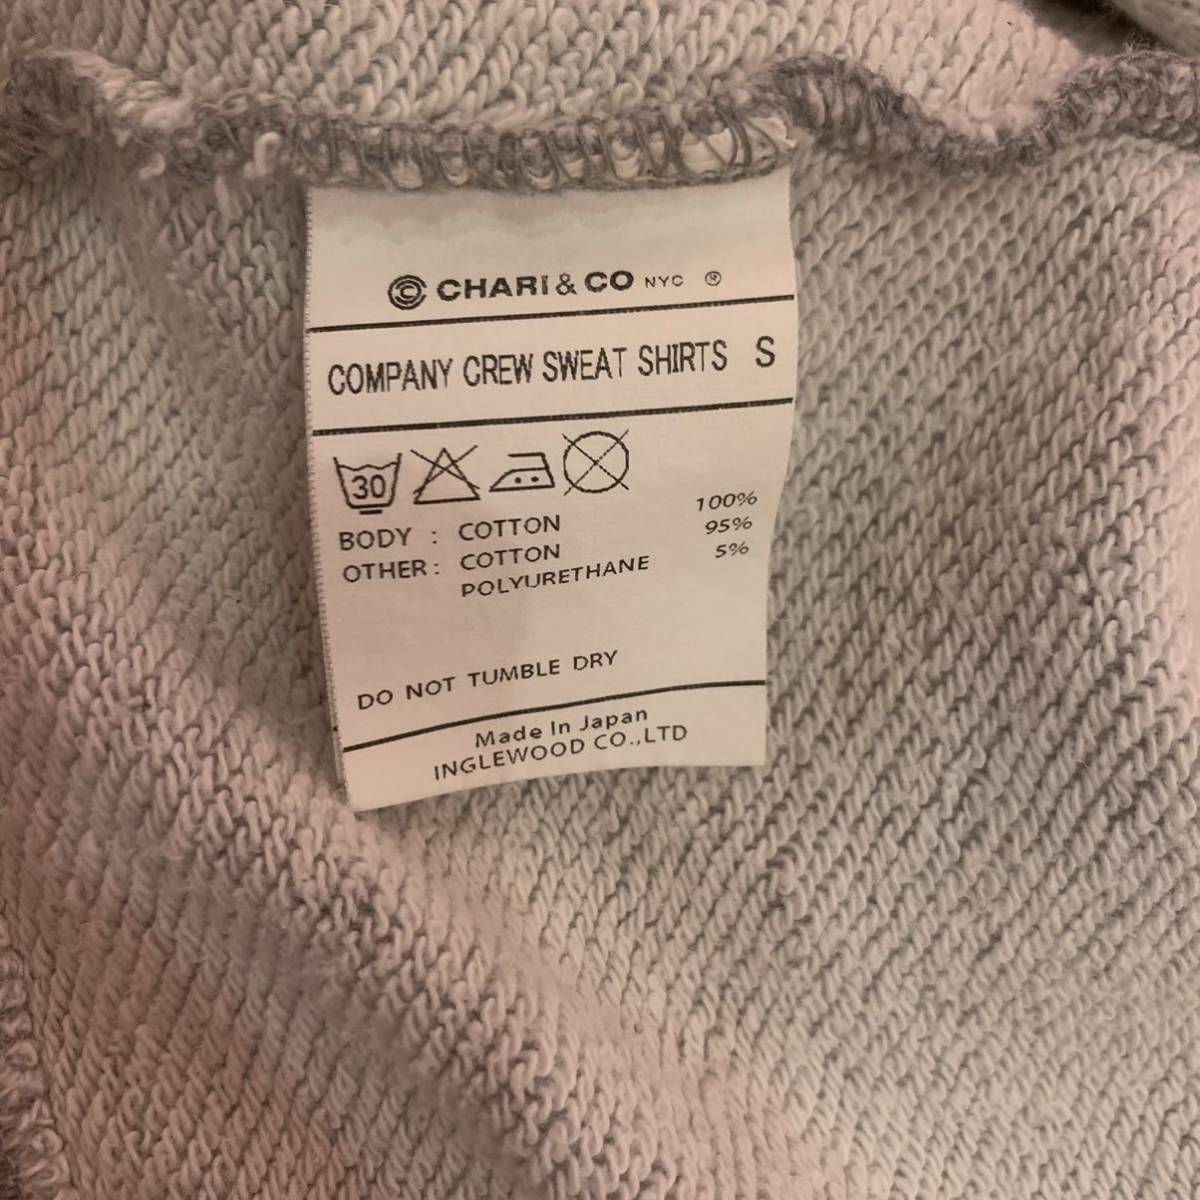 © CHARI & CO NYC ®
COMPANY CREW SWEAT SHIRTS S
30
BODY : COTTON 100%
OTHER : COTTON 95%
POLYURETHANE 5%
DO NOT TUMBLE DRY
Made In Japan
INGLEWOOD CO.,LTD